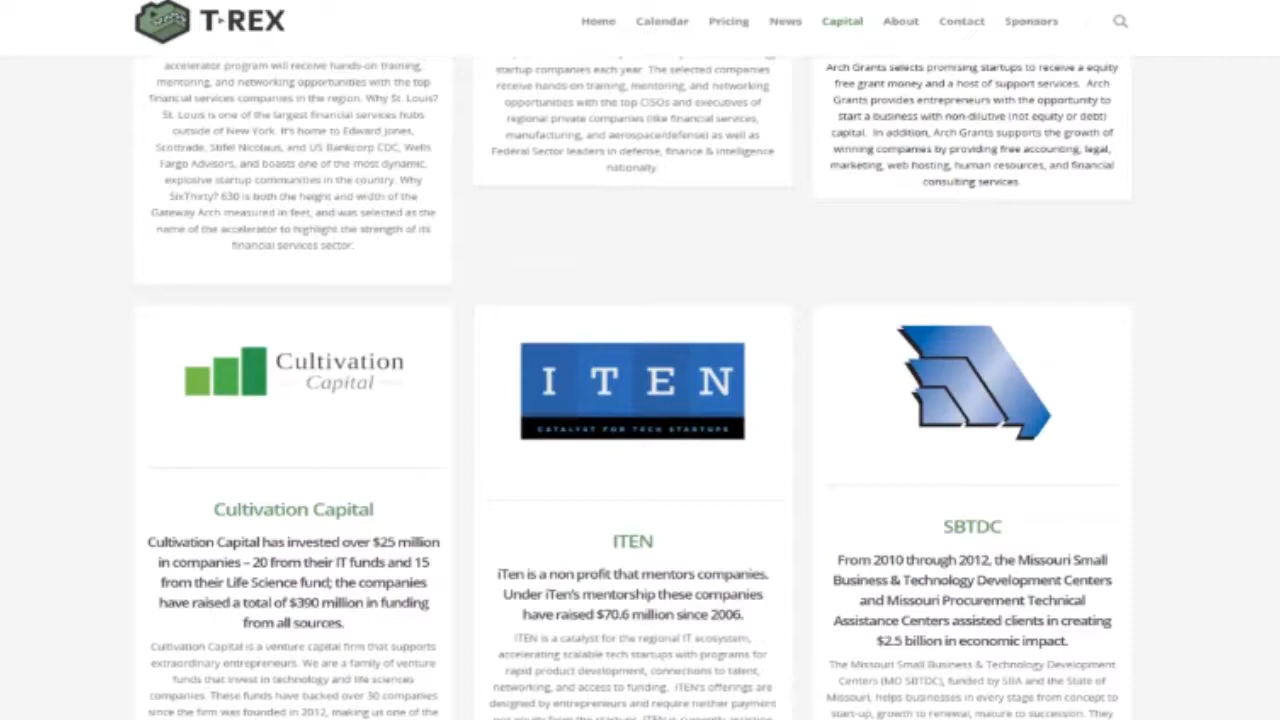 T-REX
Home Calendar Pricing News Capital About Contact Sponsors
accelerator program will receive hands-on training,
mentoring, and networking opportunities with the top
financial services companies in the region. Why St. Louis?
St. Louis is one of the largest financial services hubs
outside of New York. It's home to Edward Jones,
Scottrade, Stifel Nicolaus, and US Bankcorp CDC, Wells
Fargo Advisors, and boasts one of the most dynamic,
explosive startup communities in the country. Why
SixThirty? 630 is both the height and width of the
Gateway Arch measured in feet, and was selected as the
name of the accelerator to highlight the strength of its
financial services sector.
startup companies each year. The selected companies
receive hands-on training, mentoring, and networking
opportunities with the top CISOs and executives of
regional private companies (like financial services,
manufacturing, and aerospace/defense) as well as
Federal Sector leaders in defense, finance & intelligence
nationally.
Arch Grants selects promising startups to receive a equity
free grant money and a host of support services. Arch
Grants provides entrepreneurs with the opportunity to
start a business with non-dilutive (not equity or debt)
capital. In addition, Arch Grants supports the growth of
winning companies by providing free accounting, legal,
marketing, web hosting, human resources, and financial
consulting services.
Cultivation
Capital
Cultivation Capital
Cultivation Capital has invested over $25 million
in companies – 20 from their IT funds and 15
from their Life Science fund; the companies
have raised a total of $390 million in funding
from all sources.
Cultivation Capital is a venture capital firm that supports
extraordinary entrepreneurs. We are a family of venture
funds that invest in technology and life sciences
companies. These funds have backed over 30 companies
since the firm was founded in 2012, making us one of the
ITEN
CATALYST FOR TECH STARTUPS
ITEN
iTen is a non profit that mentors companies.
Under iTen's mentorship these companies
have raised $70.6 million since 2006.
ITEN is a catalyst for the regional IT ecosystem,
accelerating scalable tech startups with programs for
rapid product development, connections to talent,
networking, and access to funding. ITEN's offerings are
designed by entrepreneurs and require neither payment
nor equity from the startups. ITEN is currently assisting
SBTDC
From 2010 through 2012, the Missouri Small
Business & Technology Development Centers
and Missouri Procurement Technical
Assistance Centers assisted clients in creating
$2.5 billion in economic impact.
The Missouri Small Business & Technology Development
Centers (MO SBTDC), funded by SBA and the State of
Missouri, helps businesses in every stage from concept to
start-up, growth to renewal, mature to succession. They